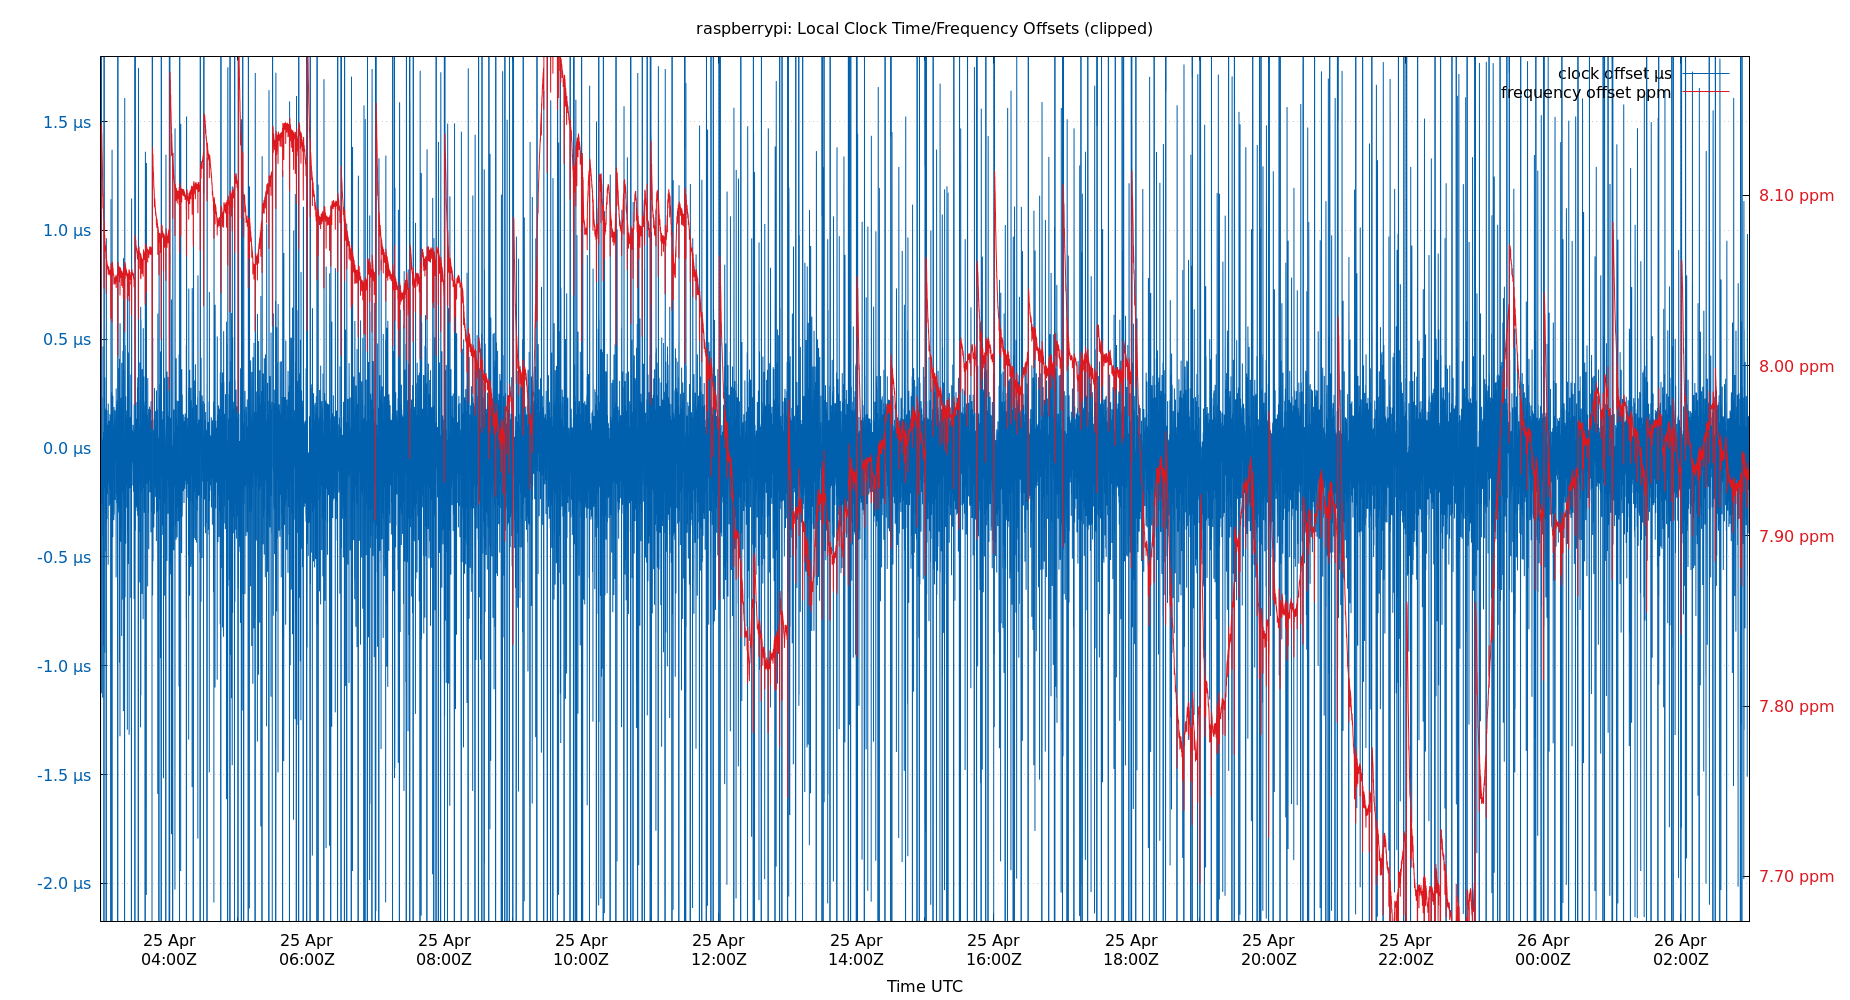 raspberrypi: Local Clock Time/Frequency Offsets (clipped)
clock offset µs
frequency offset ppm
1.5 µs
1.0 µs
0.5 µs
0.0 µs
-0.5 µs
-1.0 µs
-1.5 µs
-2.0 µs
8.10 ppm
8.00 ppm
7.90 ppm
7.80 ppm
7.70 ppm
25 Apr 25 Apr 25 Apr 25 Apr 25 Apr 25 Apr 25 Apr 25 Apr 25 Apr 25 Apr 26 Apr 26 Apr
04:00Z 06:00Z 08:00Z 10:00Z 12:00Z 14:00Z 16:00Z 18:00Z 20:00Z 22:00Z 00:00Z 02:00Z
Time UTC